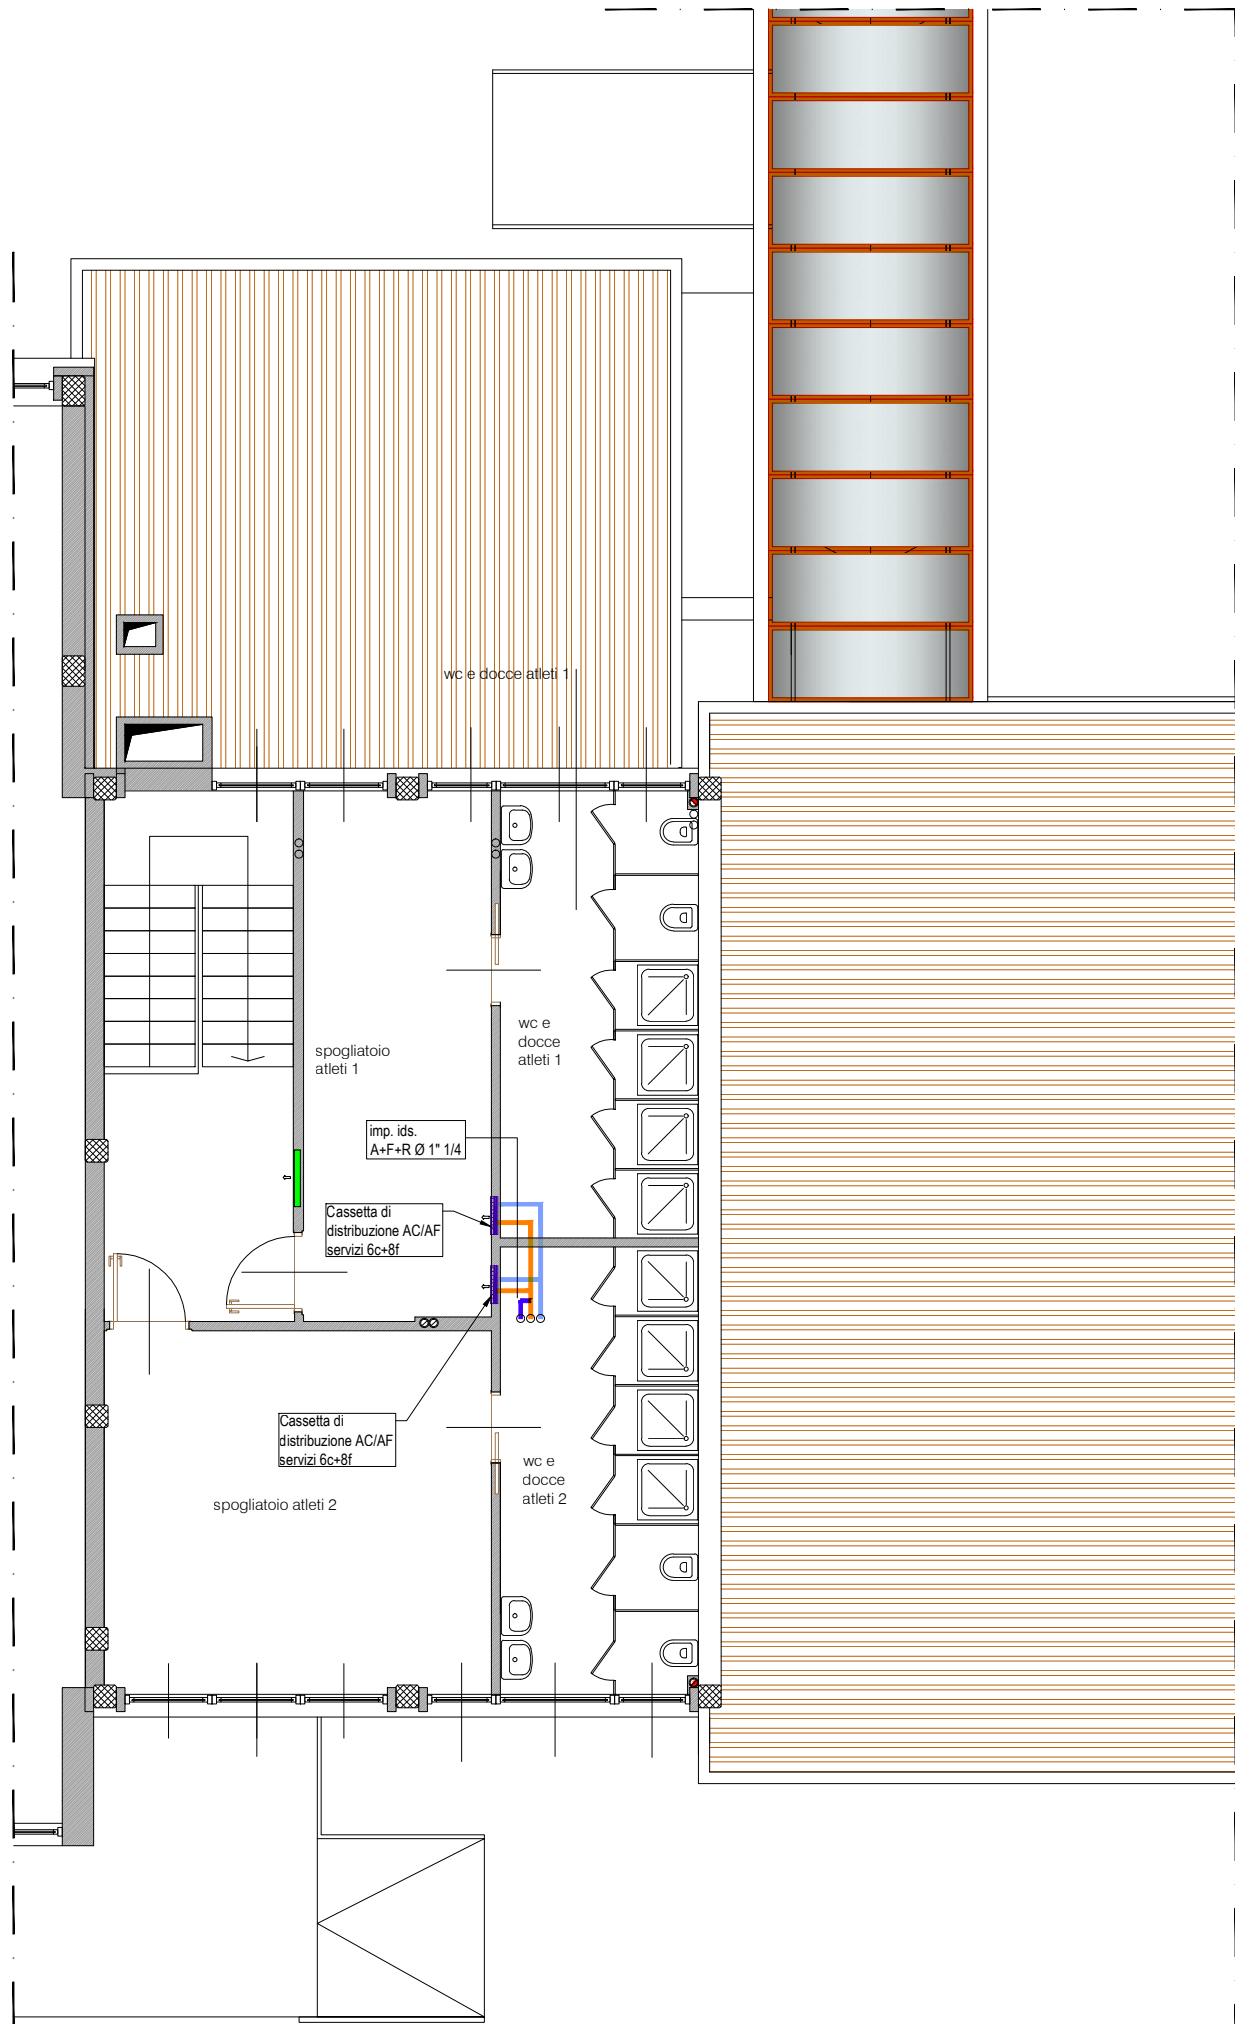 wc e docce atleti 1
wc e
docce
atleti 1
spogliatoio
atleti 1
imp. ids.
A+F+R Ø 1" 1/4
Cassetta di
distribuzione AC/AF
servizi 6c+8f
Cassetta di
distribuzione AC/AF
servizi 6c+8f
wc e
docce
atleti 2
spogliatoio atleti 2